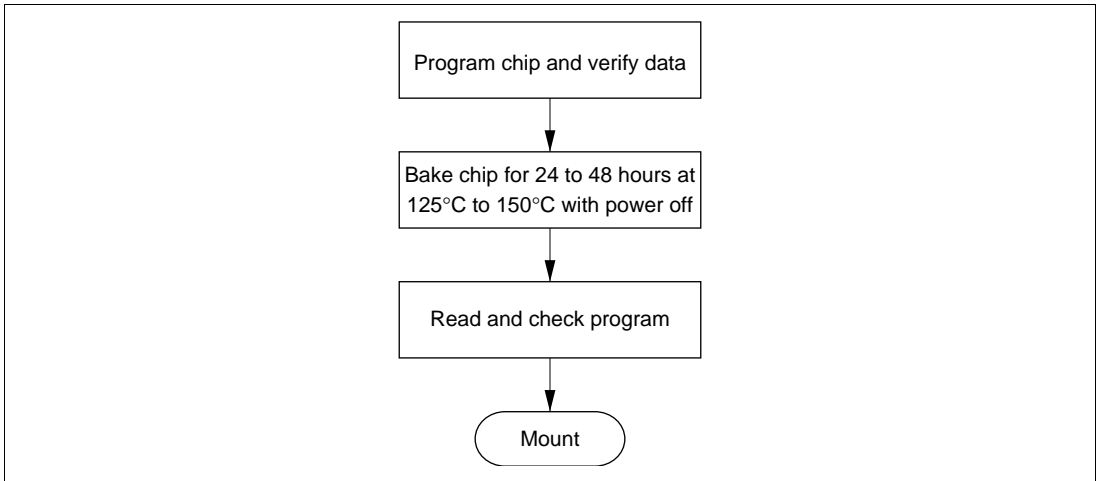 Program chip and verify data
Bake chip for 24 to 48 hours at
125°C to 150°C with power off
Read and check program
Mount